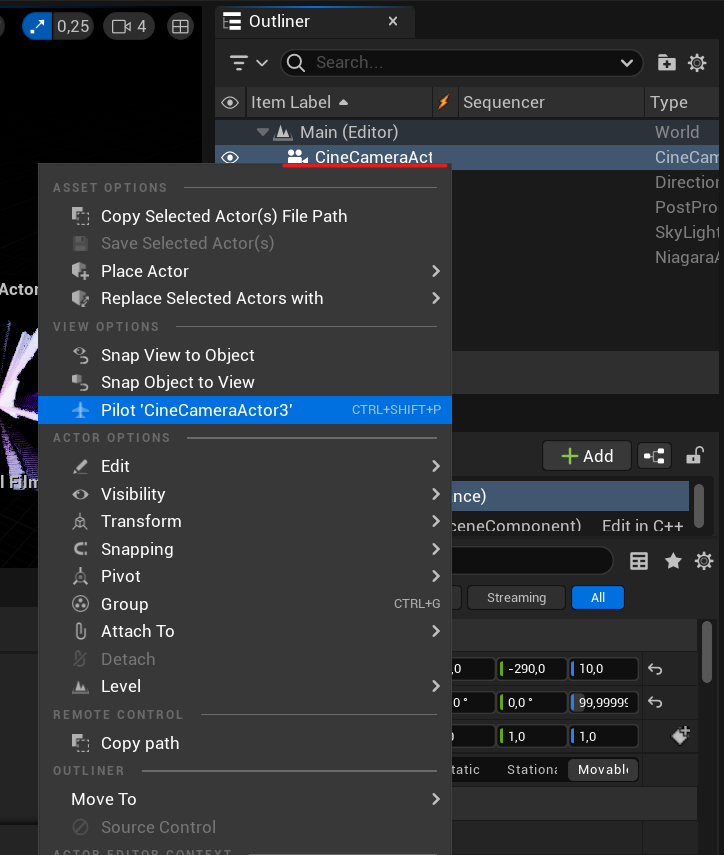 0,25
4
Outliner
Search...
Item Label
Sequencer
Type
Main (Editor)
World
CineCameraAct
CineCam
ASSET OPTIONS
Direction
Copy Selected Actor(s) File Path
PostProc
Save Selected Actor(s)
SkyLight
Place Actor
NiagaraA
Actor
Replace Selected Actors with
VIEW OPTIONS
Snap View to Object
Snap Object to View
Pilot 'CineCameraActor3'
CTRL+SHIFT+P
ACTOR OPTIONS
Add
Edit
Visibility
nce)
l Film
Transform
ceneComponent)
Edit in C++
Snapping
Pivot
Group
CTRL+G
Streaming
All
Attach To
Detach
,0
-290,0
10,0
Level
0 °
0,0 °
99,99999
REMOTE CONTROL
Copy path
1,0
1,0
OUTLINER
tatic
Stationa
Movable
Move To
Source Control
ACTOR EDITOR CONTEXT